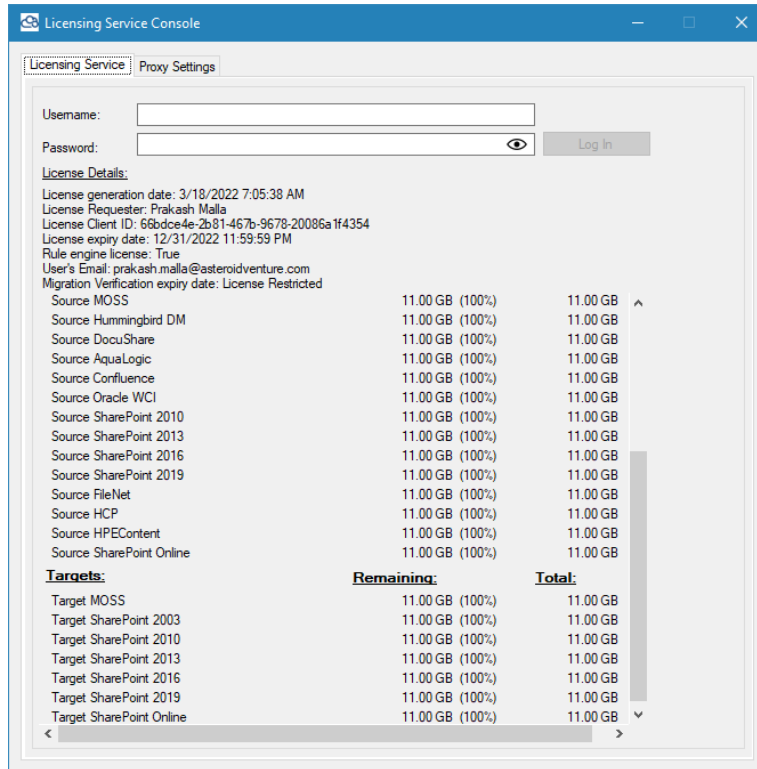 Licensing Service Console
Licensing Service Proxy Settings
Username:
Password: Log In
License Details:
License generation date: 3/18/2022 7:05:38 AM
License Requester: Prakash Malla
License Client ID: 66bdce4e-2b81-467b-9678-20086a1f4354
License expiry date: 12/31/2022 11:59:59 PM
Rule engine license: True
User's Email: prakash.malla@asteroidventure.com
Migration Verification expiry date: License Restricted
Source MOSS 11.00 GB (100%) 11.00 GB
Source Hummingbird DM 11.00 GB (100%) 11.00 GB
Source DocuShare 11.00 GB (100%) 11.00 GB
Source AquaLogic 11.00 GB (100%) 11.00 GB
Source Confluence 11.00 GB (100%) 11.00 GB
Source Oracle WCI 11.00 GB (100%) 11.00 GB
Source SharePoint 2010 11.00 GB (100%) 11.00 GB
Source SharePoint 2013 11.00 GB (100%) 11.00 GB
Source SharePoint 2016 11.00 GB (100%) 11.00 GB
Source SharePoint 2019 11.00 GB (100%) 11.00 GB
Source FileNet 11.00 GB (100%) 11.00 GB
Source HCP 11.00 GB (100%) 11.00 GB
Source HPEContent 11.00 GB (100%) 11.00 GB
Source SharePoint Online 11.00 GB (100%) 11.00 GB
Targets: Remaining: Total:
Target MOSS 11.00 GB (100%) 11.00 GB
Target SharePoint 2003 11.00 GB (100%) 11.00 GB
Target SharePoint 2010 11.00 GB (100%) 11.00 GB
Target SharePoint 2013 11.00 GB (100%) 11.00 GB
Target SharePoint 2016 11.00 GB (100%) 11.00 GB
Target SharePoint 2019 11.00 GB (100%) 11.00 GB
Target SharePoint Online 11.00 GB (100%) 11.00 GB